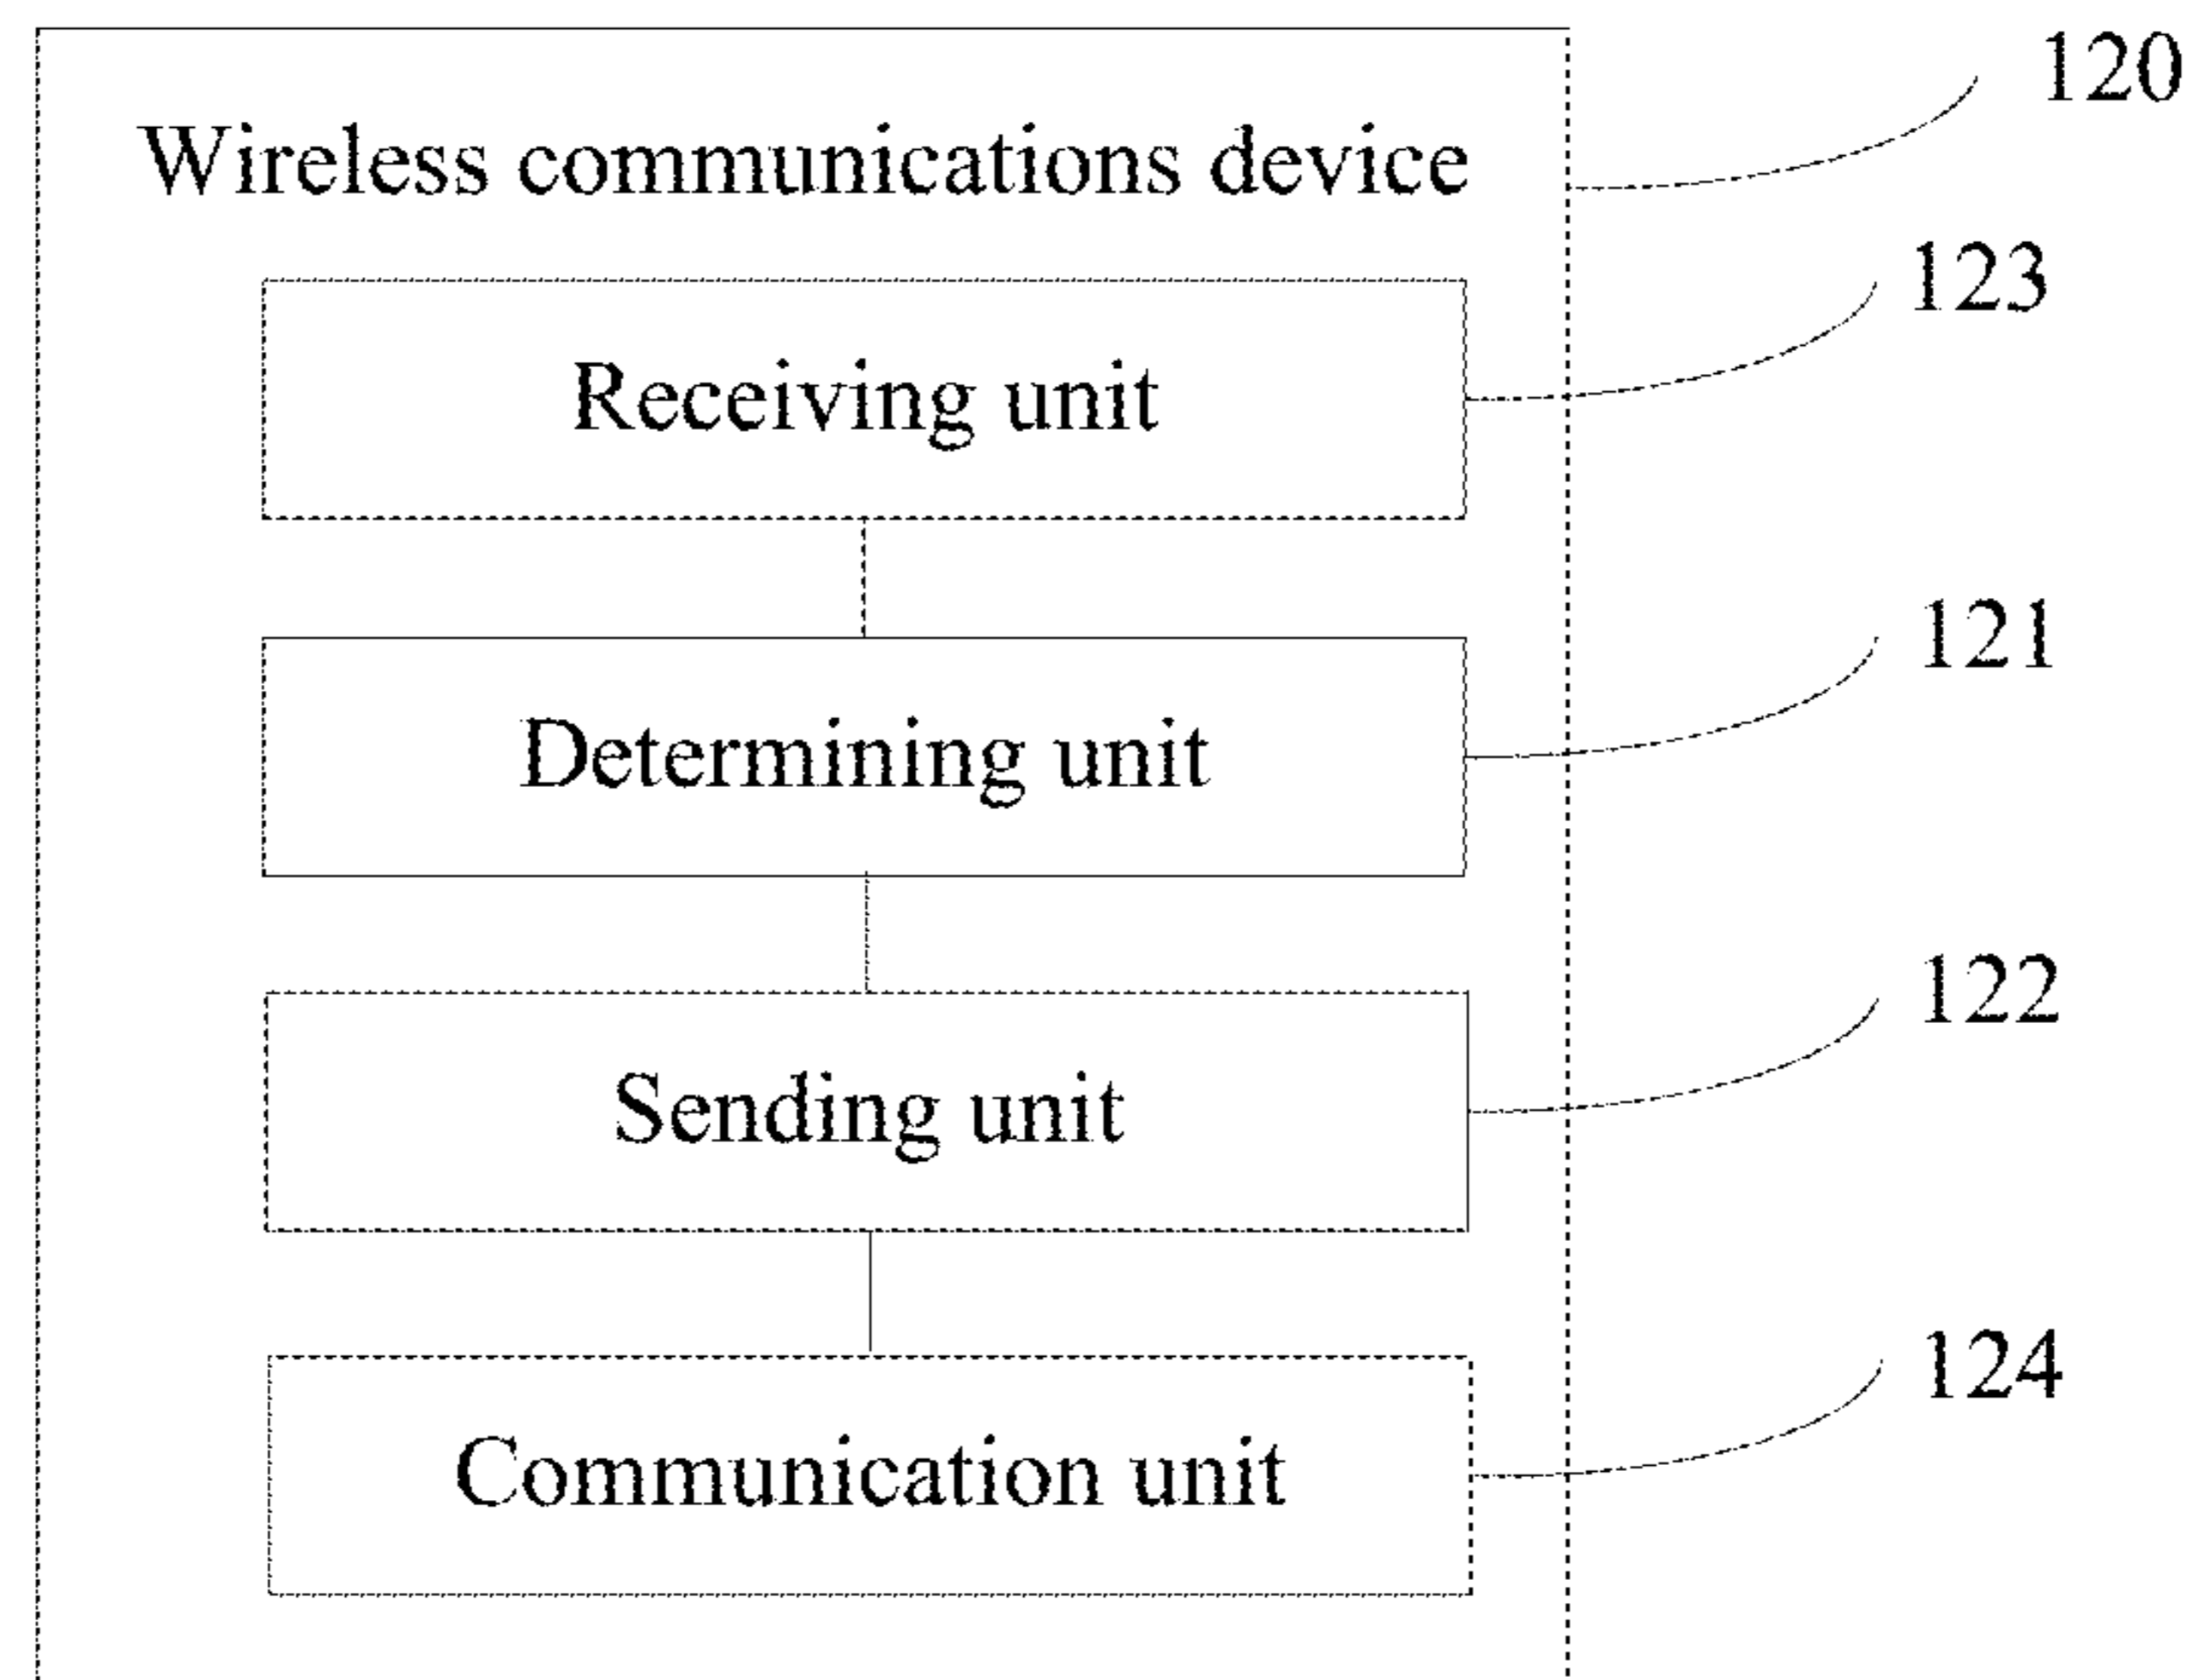 120
Wireless communications device
123
Receiving unit
121
Determining unit
122
Sending unit
124
Communication unit